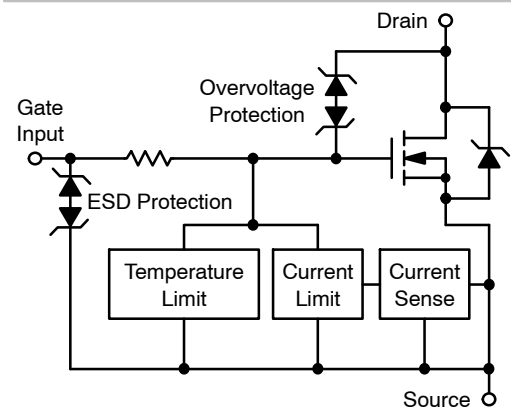 Drain
Overvoltage
Protection
Gate
Input
ESD Protection
Temperature
Limit
Current
Limit
Current
Sense
Source